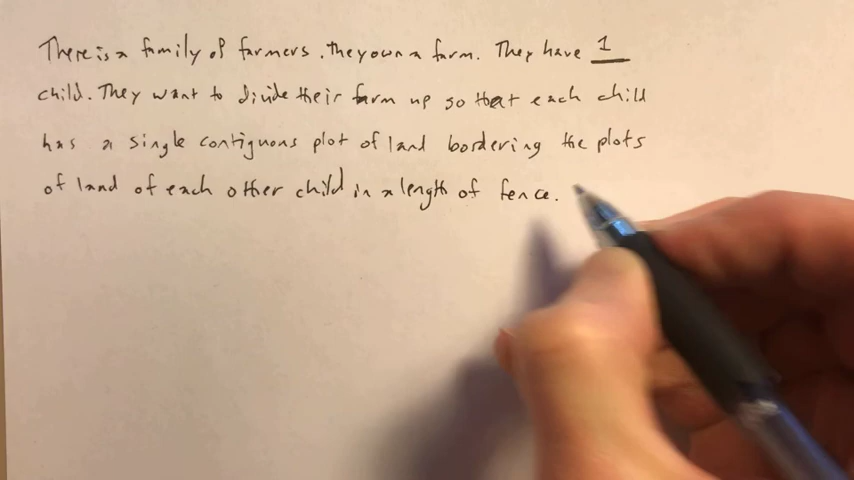 There is a family of farmers. they own a farm. They have 1
child. They want to divide their farm up so that each child
has a single contiguous plot of land bordering the plots
of land of each other child in a length of fence.